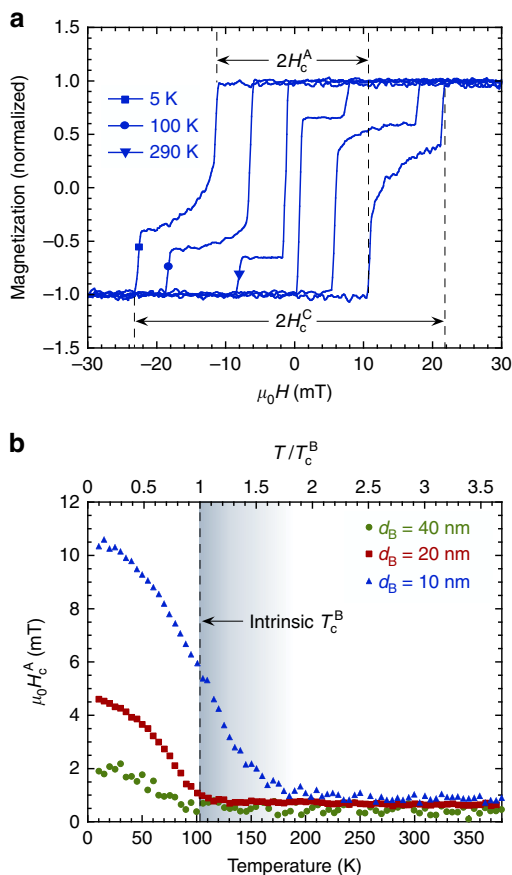 a
1.5
1.0
0.5
0.0
−0.5
−1.0
−1.5
Magnetization (normalized)
2H_c^A
5 K
100 K
290 K
2H_c^C
−30 −20 −10 0 10 20 30
μ₀H (mT)
b
T/T_c^B
0 0.5 1 1.5 2 2.5 3 3.5
12
10
8
6
4
2
0
μ₀H_c^A (mT)
d_B = 40 nm
d_B = 20 nm
d_B = 10 nm
Intrinsic T_c^B
0 50 100 150 200 250 300 350
Temperature (K)